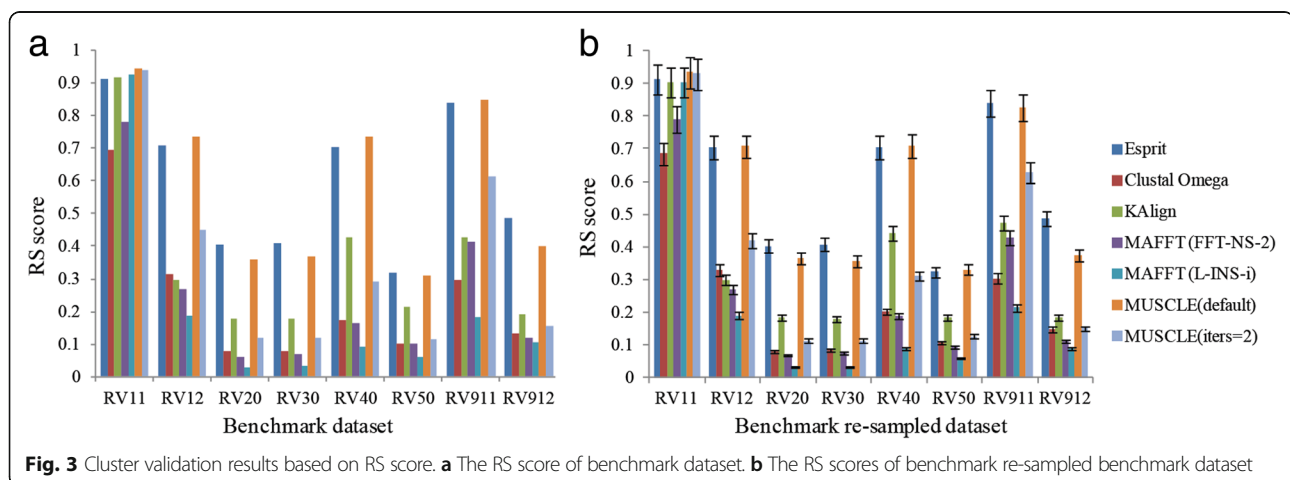 a
1
0.9
0.8
0.7
0.6
0.5
0.4
0.3
0.2
0.1
0
RS score
RV11 RV12 RV20 RV30 RV40 RV50 RV911 RV912
Benchmark dataset
b
1
0.9
0.8
0.7
0.6
0.5
0.4
0.3
0.2
0.1
0
RS score
RV11 RV12 RV20 RV30 RV40 RV50 RV911 RV912
Benchmark re-sampled dataset
Esprit
Clustal Omega
KAlign
MAFFT(FFT-NS-2)
MAFFT(L-INS-i)
MUSCLE(default)
MUSCLE(iters=2)
Fig. 3 Cluster validation results based on RS score. a The RS score of benchmark dataset. b The RS scores of benchmark re-sampled benchmark dataset